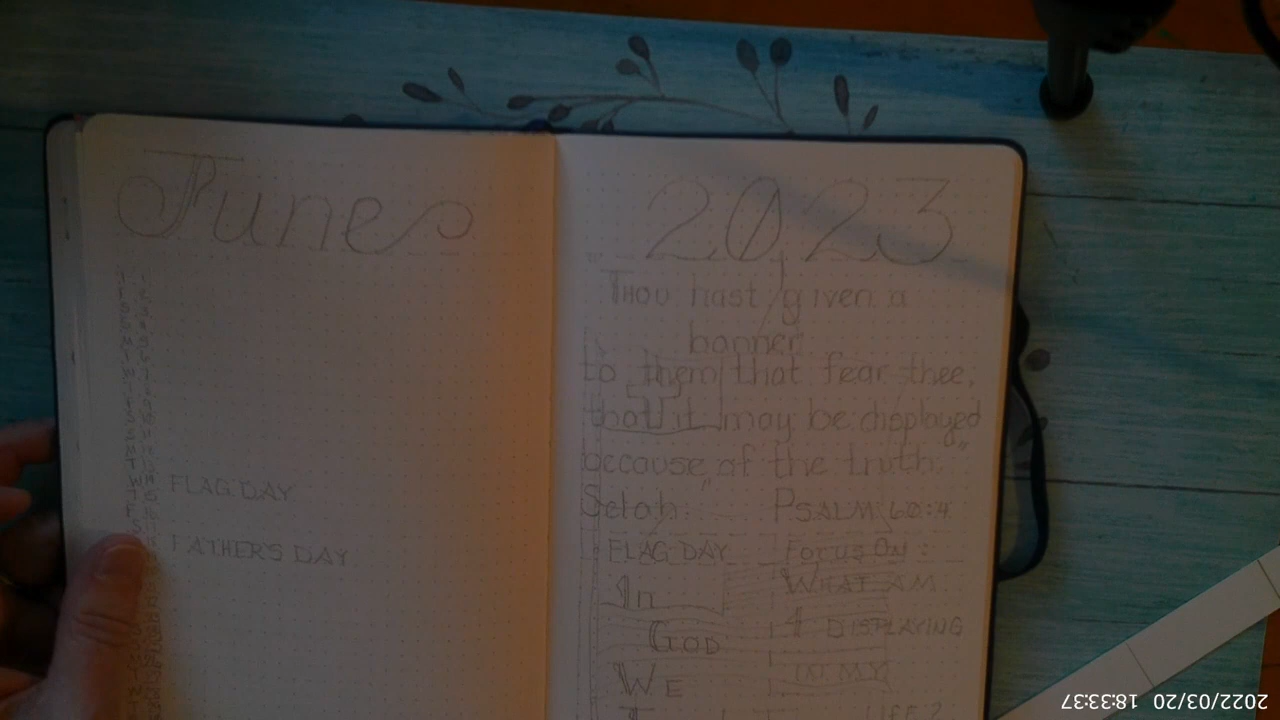 June
FLAG DAY
FATHER'S DAY
2023
Thou hast given a
banner
to them that fear thee,
that it may be displayed
because of the truth."
Selah." PSALM 60:4
FLAG DAY Focus On:
In WHAT AM
GOD I DISPLAYING
WE IN MY
LIFE?
2022/03/20 18:33:37